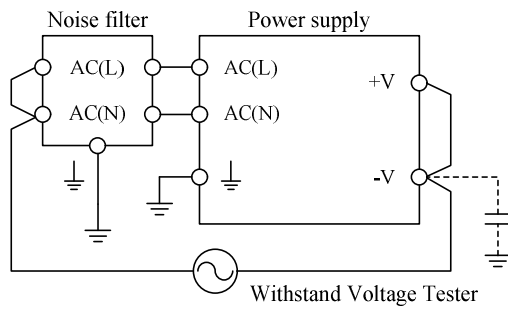 Noise filter
Power supply
AC(L)
AC(L)
+V
AC(N)
AC(N)
-V
Withstand Voltage Tester